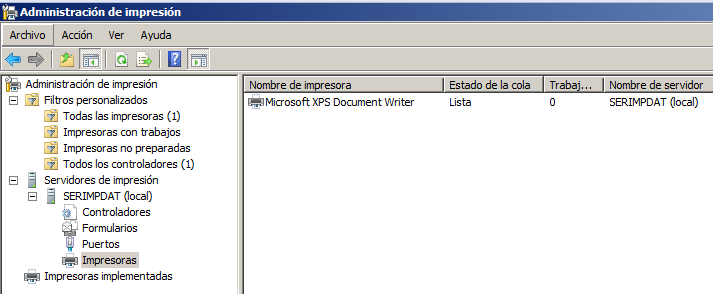 Administración de impresión
Archivo Acción Ver Ayuda
Administración de impresión
Filtros personalizados
Todas las impresoras (1)
Impresoras con trabajos
Impresoras no preparadas
Todos los controladores (1)
Servidores de impresión
SERIMPDAT (local)
Controladores
Formularios
Puertos
Impresoras
Impresoras implementadas
Nombre de impresora Estado de la cola Trabaj... Nombre de servidor
Microsoft XPS Document Writer Lista 0 SERIMPDAT (local)